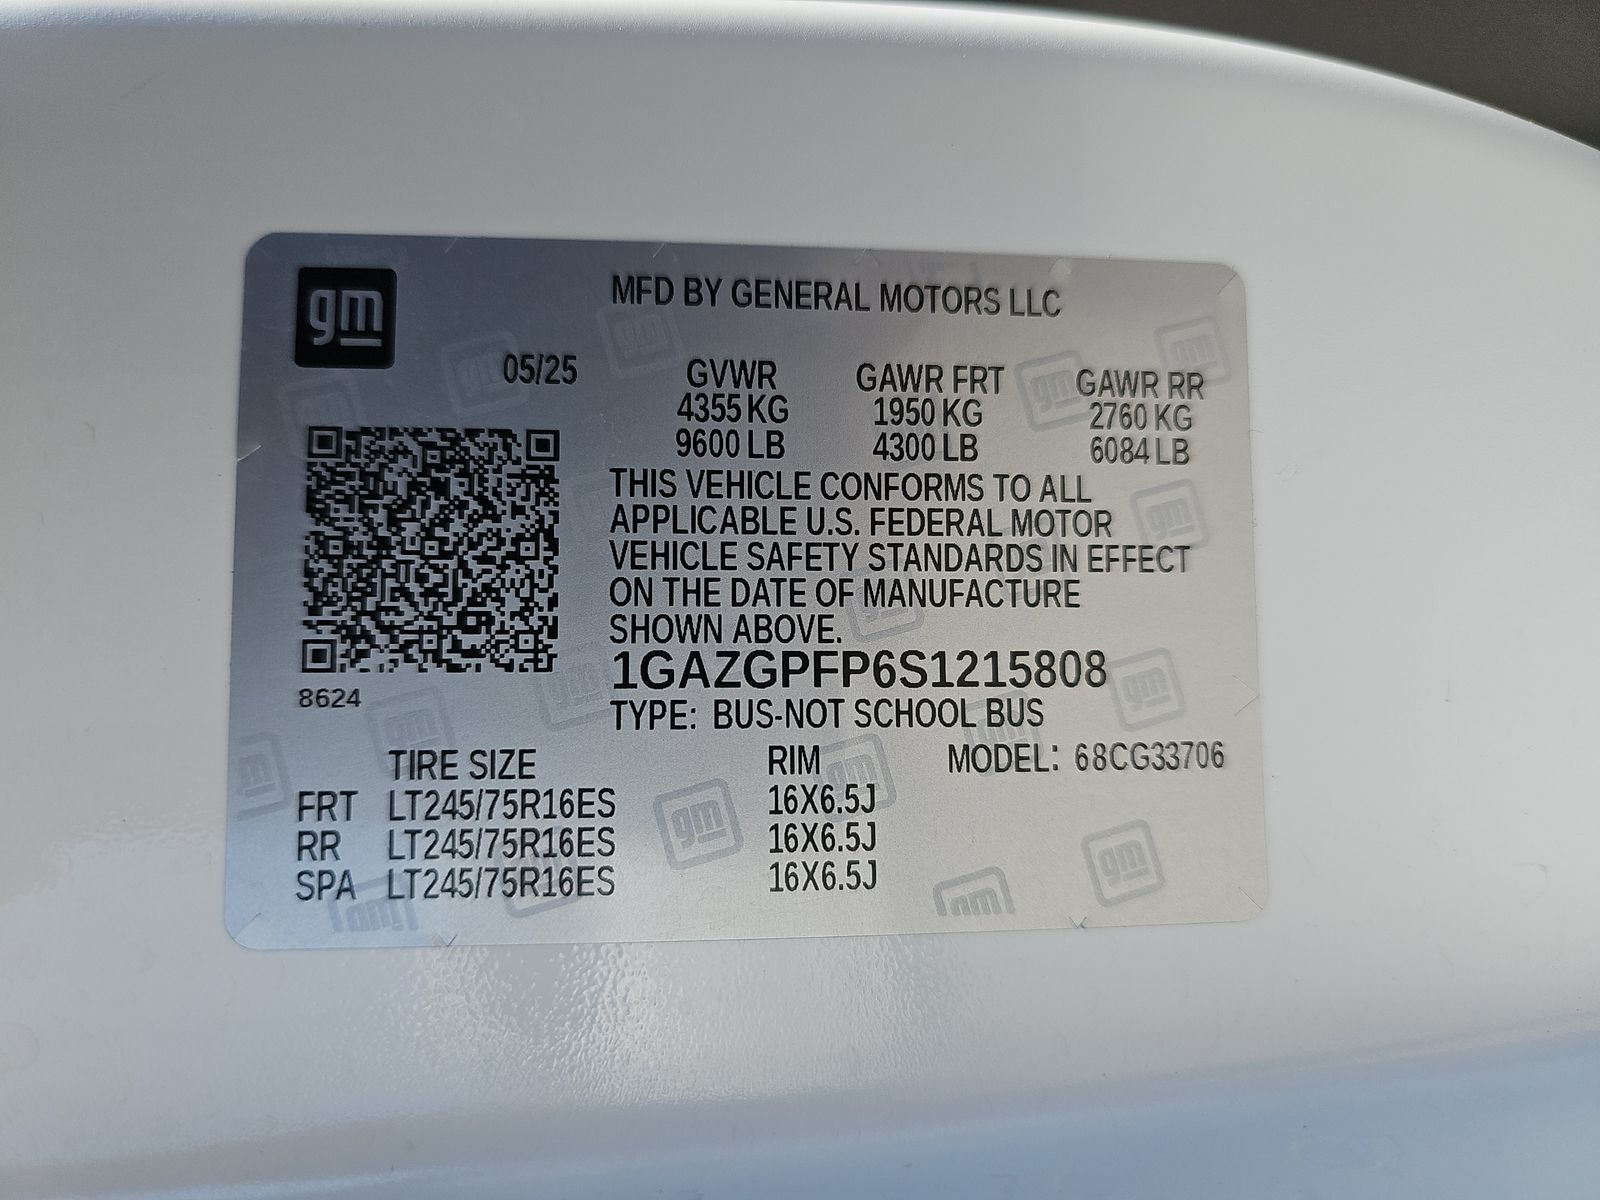 gm
MFD BY GENERAL MOTORS LLC
05/25
GVWR GAWR FRT GAWR RR
4355 KG 1950 KG 2760 KG
9600 LB 4300 LB 6084 LB
THIS VEHICLE CONFORMS TO ALL
APPLICABLE U.S. FEDERAL MOTOR
VEHICLE SAFETY STANDARDS IN EFFECT
ON THE DATE OF MANUFACTURE
SHOWN ABOVE.
1GAZGPFP6S1215808
8624
TYPE: BUS-NOT SCHOOL BUS
TIRE SIZE RIM MODEL: 68CG33706
FRT LT245/75R16ES 16X6.5J
RR LT245/75R16ES 16X6.5J
SPA LT245/75R16ES 16X6.5J